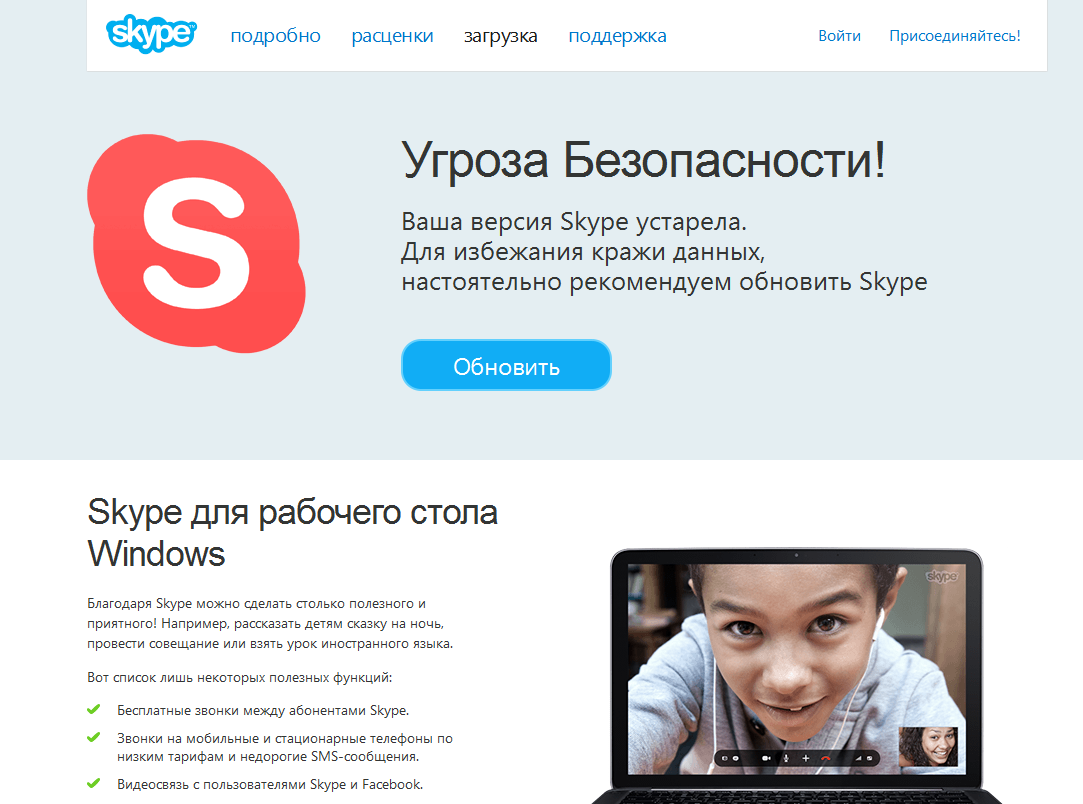 skype™
подробно расценки загрузка поддержка Войти Присоединяйтесь!
S
Угроза Безопасности!
Ваша версия Skype устарела.
Для избежания кражи данных,
настоятельно рекомендуем обновить Skype
Обновить
Skype для рабочего стола
Windows
Благодаря Skype можно сделать столько полезного и
приятного! Например, рассказать детям сказку на ночь,
провести совещание или взять урок иностранного языка.
Вот список лишь некоторых полезных функций:
Бесплатные звонки между абонентами Skype.
Звонки на мобильные и стационарные телефоны по
низким тарифам и недорогие SMS-сообщения.
Видеосвязь с пользователями Skype и Facebook.
skype